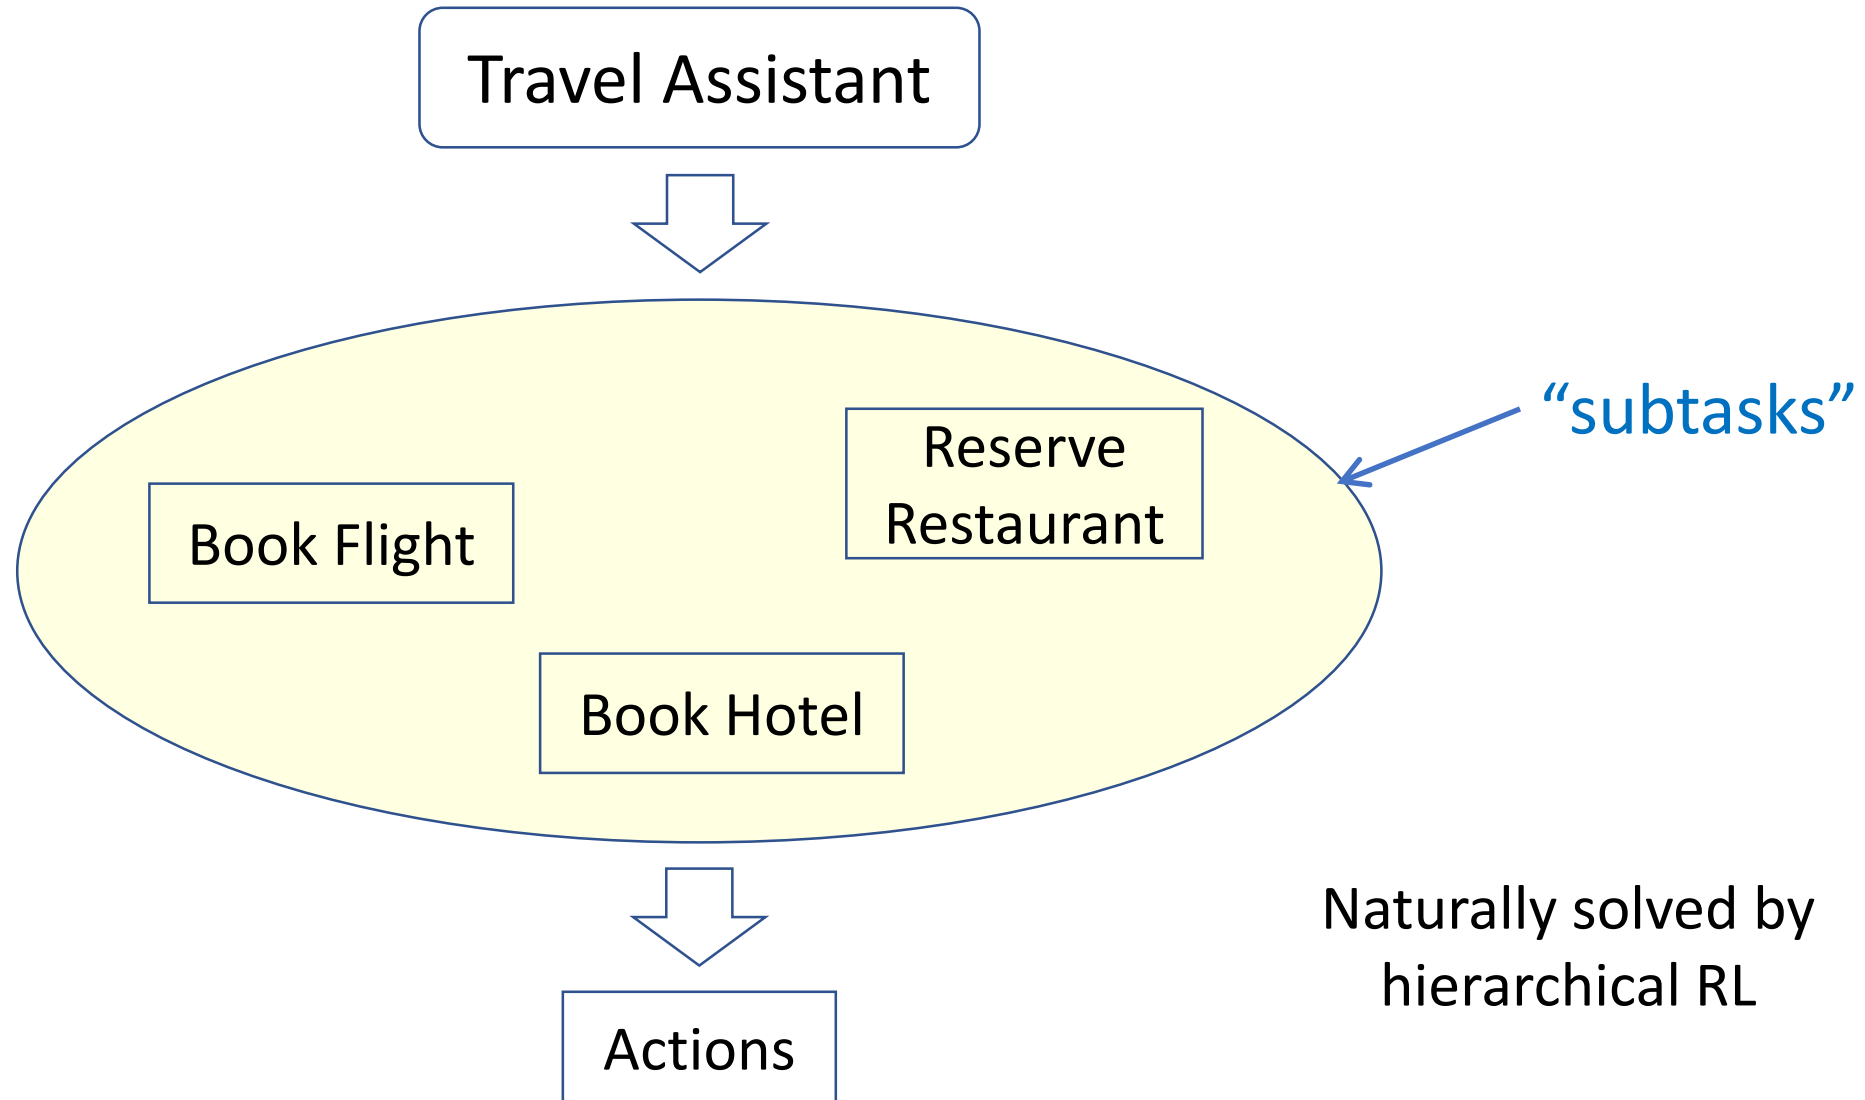 Travel Assistant
“subtasks”
Reserve
Restaurant
Book Flight
Book Hotel
Naturally solved by
hierarchical RL
Actions